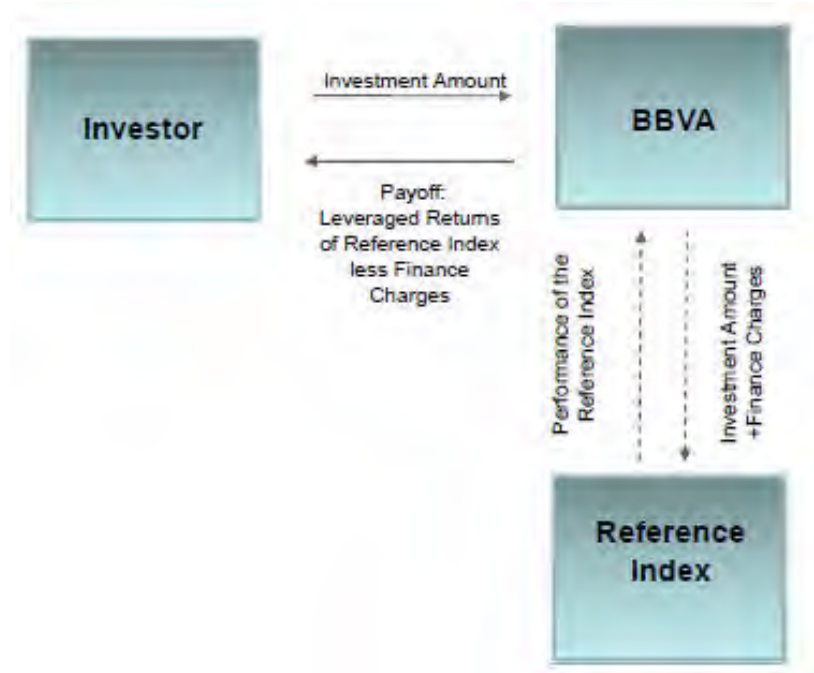 Investor
Investment Amount
BBVA
Payoff:
Leveraged Returns
of Reference Index
less Finance
Charges
Performance of the
Reference Index
Investment Amount
+Finance Charges
Reference
Index